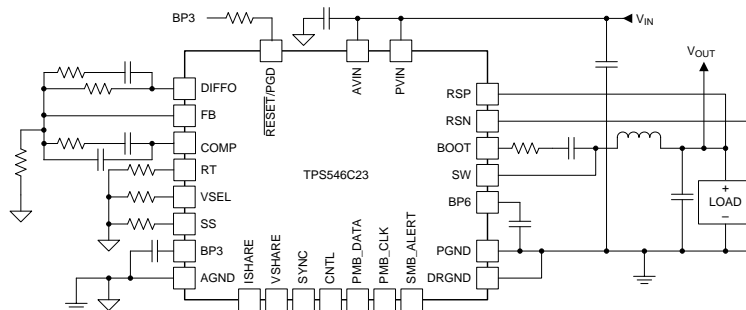 BP3
V_IN
V_OUT
RESET/PGD
AVIN
PVIN
DIFFO
FB
COMP
RT
VSEL
SS
BP3
AGND
TPS546C23
RSP
RSN
BOOT
SW
BP6
PGND
DRGND
+
LOAD
–
ISHARE
VSHARE
SYNC
CNTL
PMB_DATA
PMB_CLK
SMB_ALERT